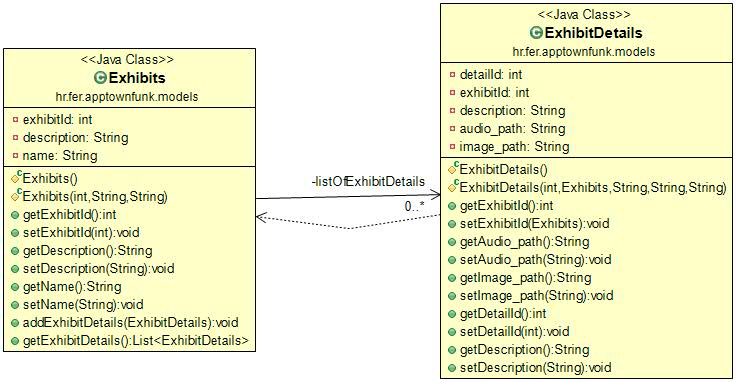 <<Java Class>>
Exhibits
hr.fer.apptownfunk.models
exhibitId: int
description: String
name: String
Exhibits()
Exhibits(int,String,String)
getExhibitId():int
setExhibitId(int):void
getDescription():String
setDescription(String):void
getName():String
setName(String):void
addExhibitDetails(ExhibitDetails):void
getExhibitDetails():List<ExhibitDetails>
-listOfExhibitDetails
0..*
<<Java Class>>
ExhibitDetails
hr.fer.apptownfunk.models
detailId: int
exhibitId: int
description: String
audio_path: String
image_path: String
ExhibitDetails()
ExhibitDetails(int,Exhibits,String,String,String)
getExhibitId():int
setExhibitId(Exhibits):void
getAudio_path():String
setAudio_path(String):void
getImage_path():String
setImage_path(String):void
getDetailId():int
setDetailId(int):void
getDescription():String
setDescription(String):void